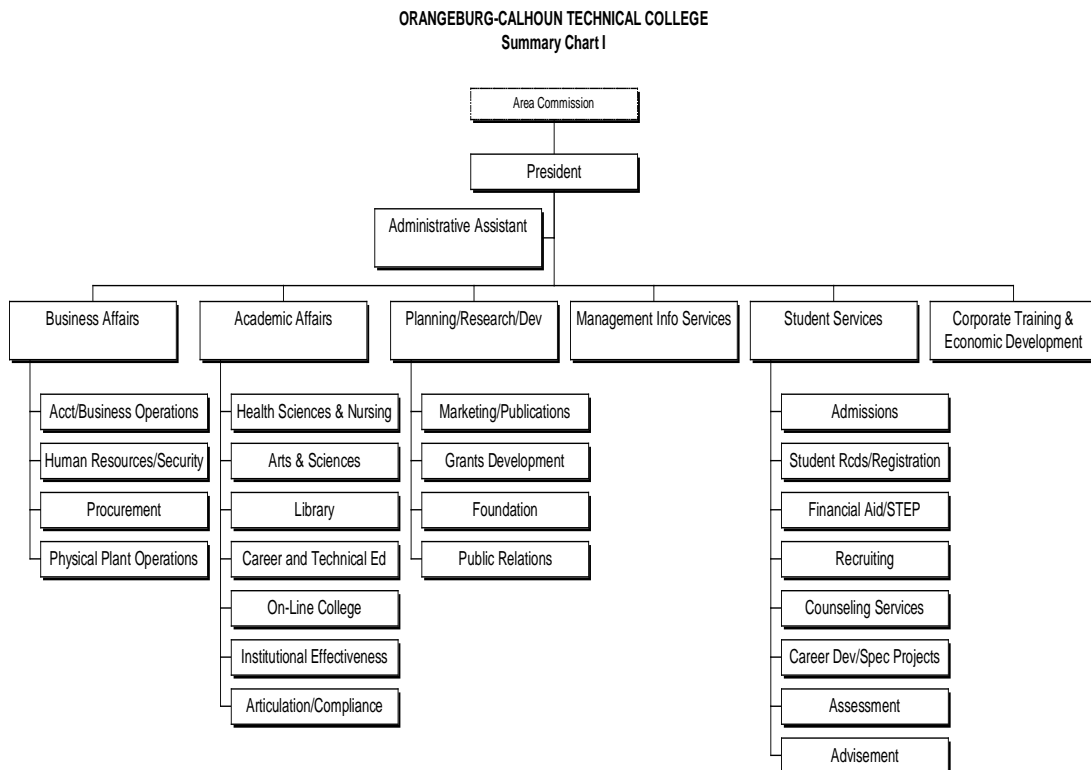 ORANGEBURG-CALHOUN TECHNICAL COLLEGE
Summary Chart I
Area Commission
President
Administrative Assistant
Business Affairs
Academic Affairs
Planning/Research/Dev
Management Info Services
Student Services
Corporate Training &
Economic Development
Acct/Business Operations
Human Resources/Security
Procurement
Physical Plant Operations
Health Sciences & Nursing
Arts & Sciences
Library
Career and Technical Ed
On-Line College
Institutional Effectiveness
Articulation/Compliance
Marketing/Publications
Grants Development
Foundation
Public Relations
Admissions
Student Rcds/Registration
Financial Aid/STEP
Recruiting
Counseling Services
Career Dev/Spec Projects
Assessment
Advisement